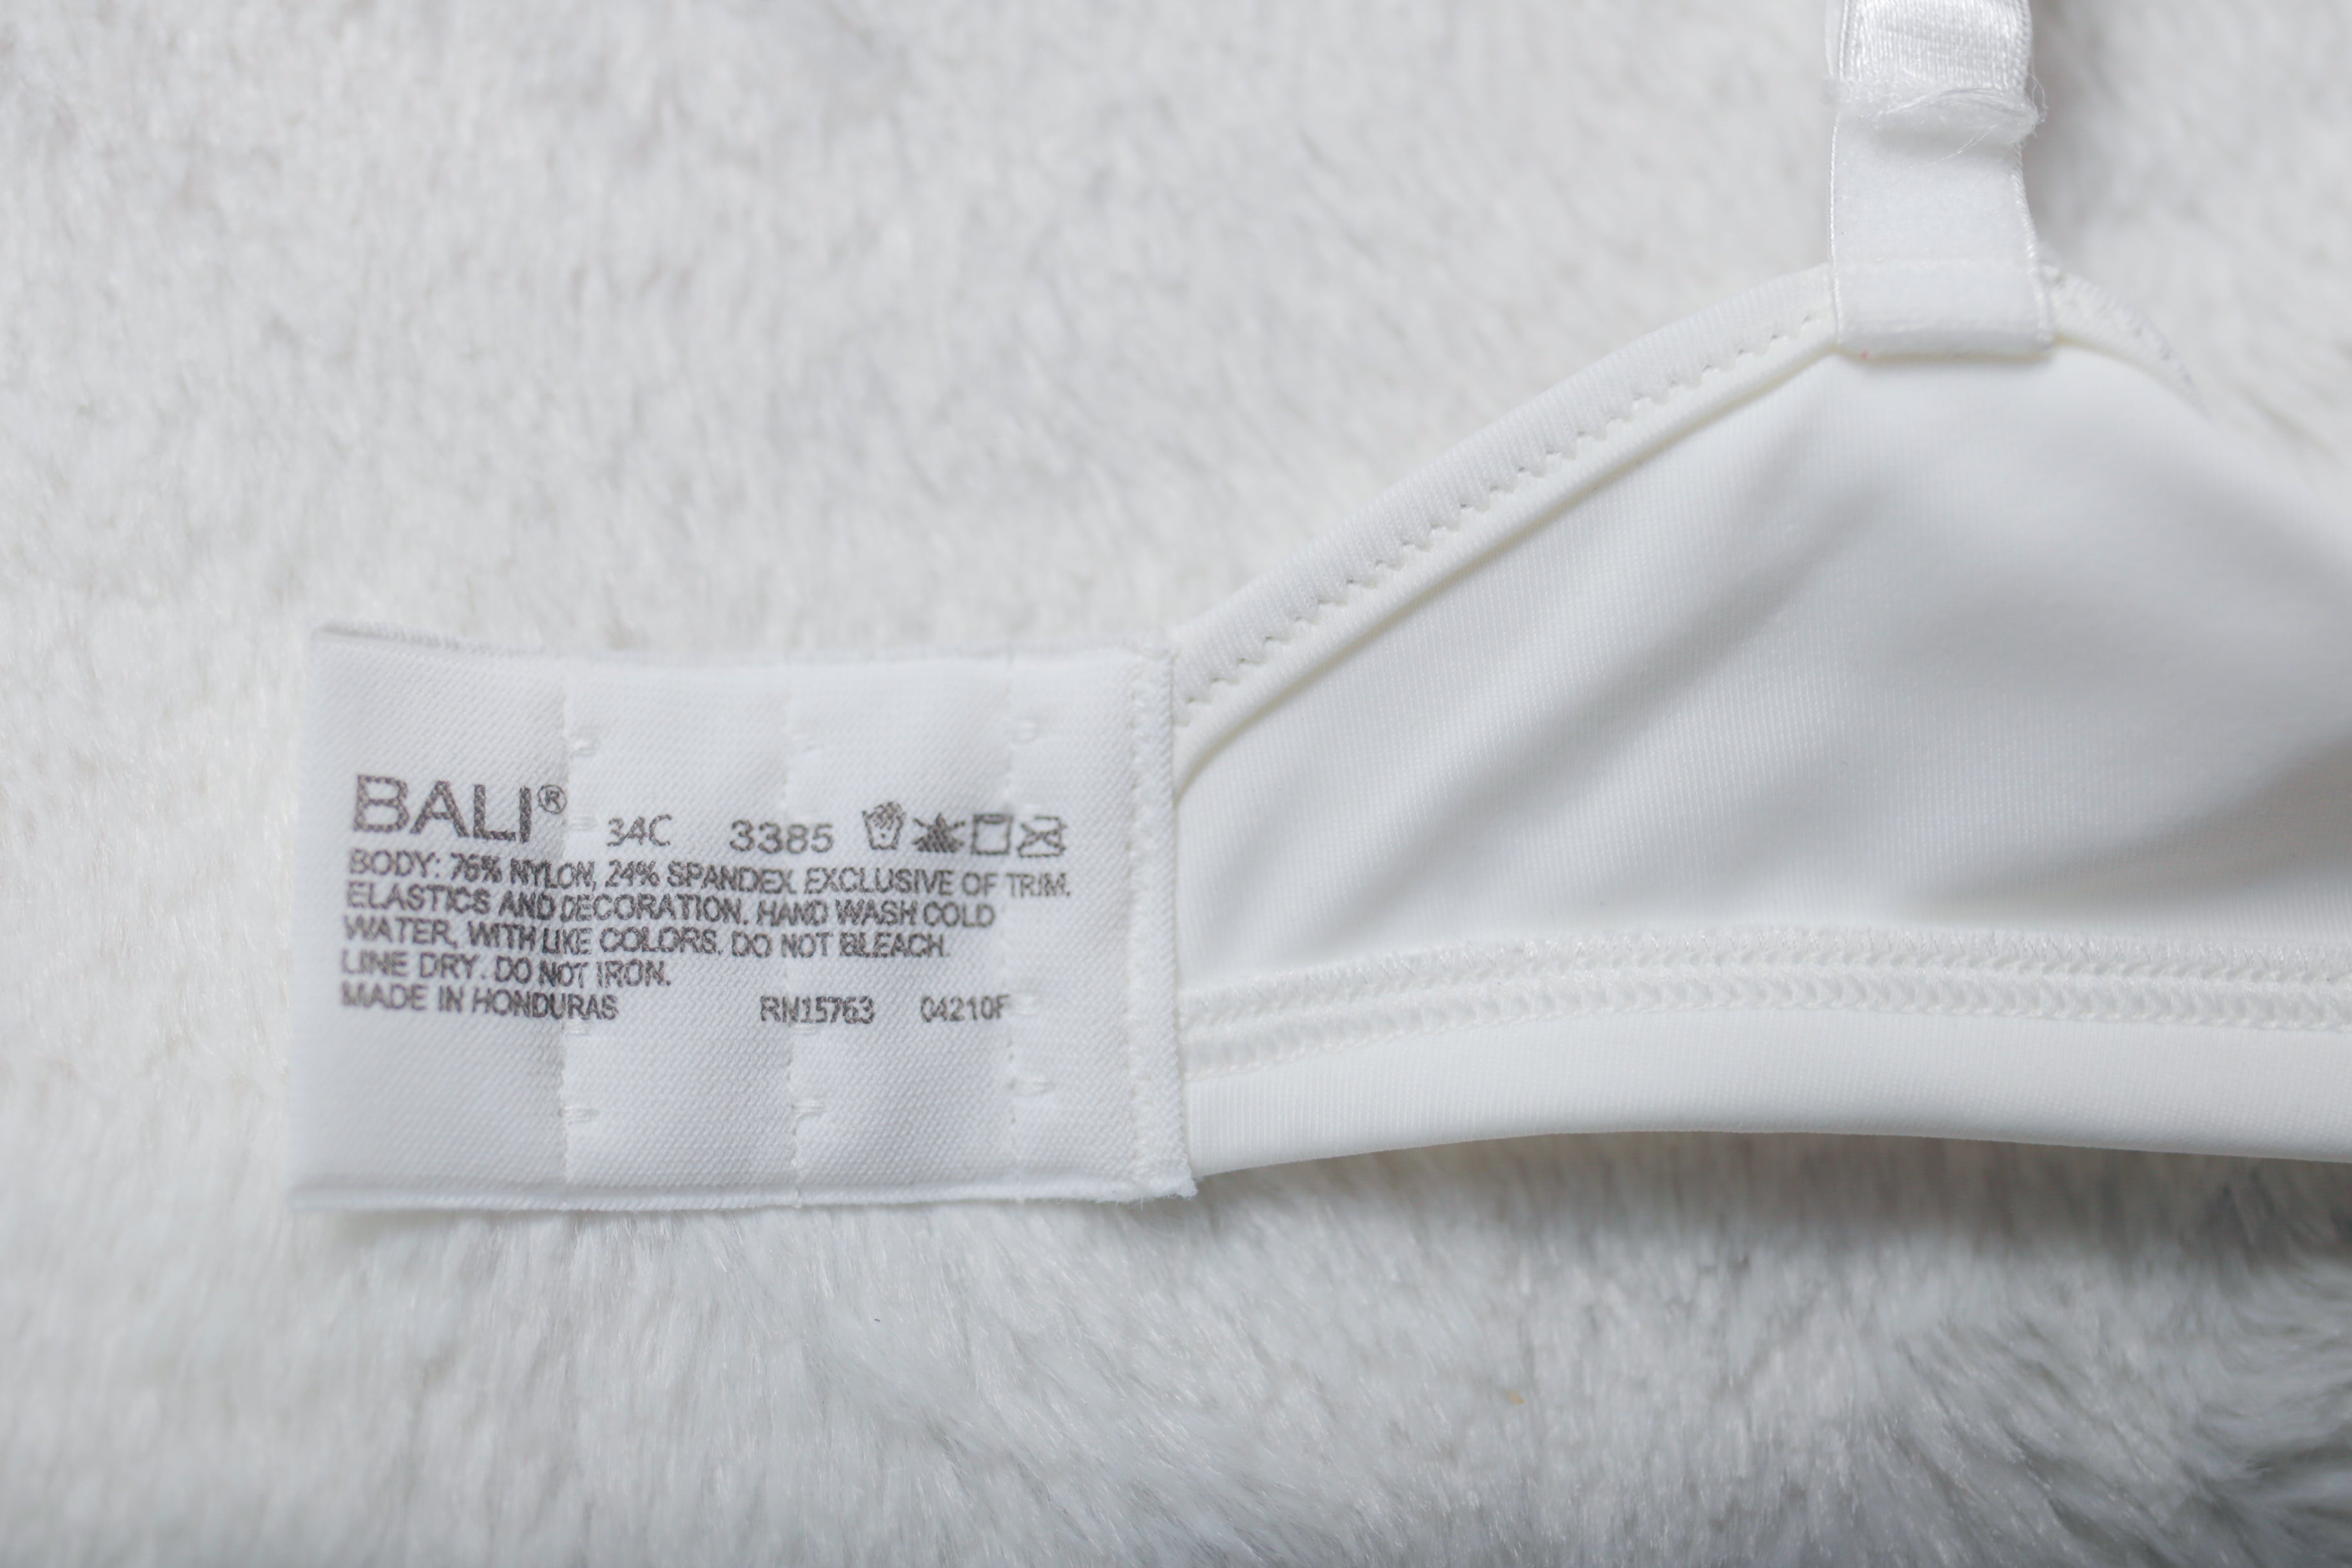 BALI® 34C 3385
BODY: 76% NYLON, 24% SPANDEX. EXCLUSIVE OF TRIM.
ELASTICS AND DECORATION. HAND WASH COLD
WATER, WITH LIKE COLORS. DO NOT BLEACH.
LINE DRY. DO NOT IRON.
MADE IN HONDURAS RN15763 04210F